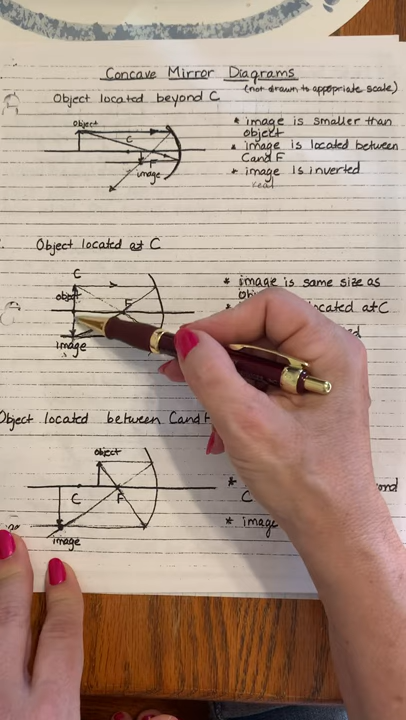 Concave Mirror Diagrams
(not drawn to appropriate scale)
Object located beyond C
object
C
F
image
* image is smaller than
object
* image is located between
C and F
* image is inverted
real
Object located at C
C
object
F
image
* image is same size as
located at C
Object located between C and F
object
C
F
image
*
* image